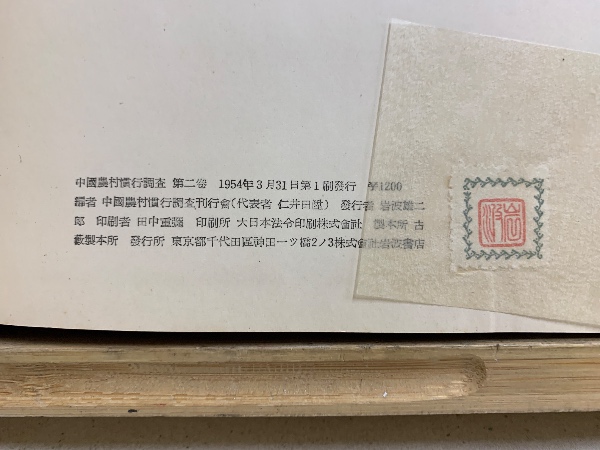 中國農村慣行調査 第二卷 1954年3月31日第1刷發行 ¥1200
編者 中國農村慣行調査刊行會(代表者 仁井田陞) 發行者 岩波雄二
郎 印刷者 田中重彌 印刷所 大日本法令印刷株式會社 製本所 古
藪製本所 發行所 東京都千代田區神田一ツ橋2ノ3株式會社岩波書店
岩波